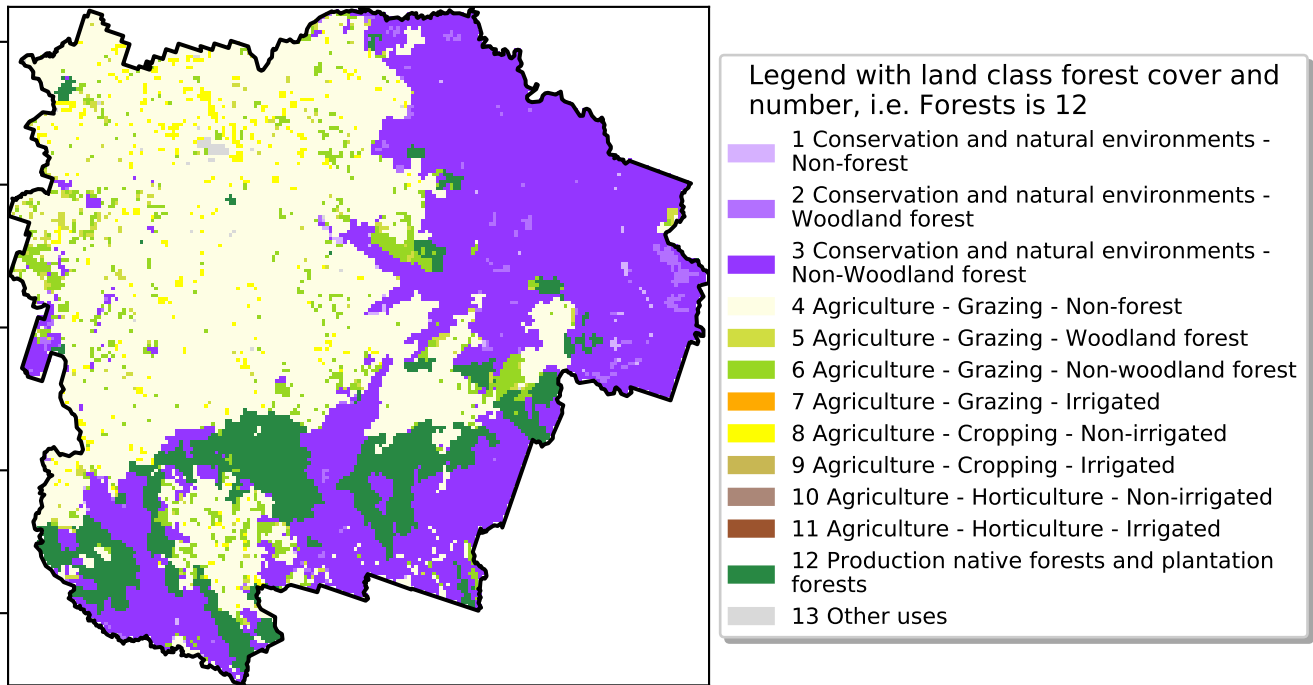 Legend with land class forest cover and
number, i.e. Forests is 12
1 Conservation and natural environments -
Non-forest
2 Conservation and natural environments -
Woodland forest
3 Conservation and natural environments -
Non-Woodland forest
4 Agriculture - Grazing - Non-forest
5 Agriculture - Grazing - Woodland forest
6 Agriculture - Grazing - Non-woodland forest
7 Agriculture - Grazing - Irrigated
8 Agriculture - Cropping - Non-irrigated
9 Agriculture - Cropping - Irrigated
10 Agriculture - Horticulture - Non-irrigated
11 Agriculture - Horticulture - Irrigated
12 Production native forests and plantation
forests
13 Other uses